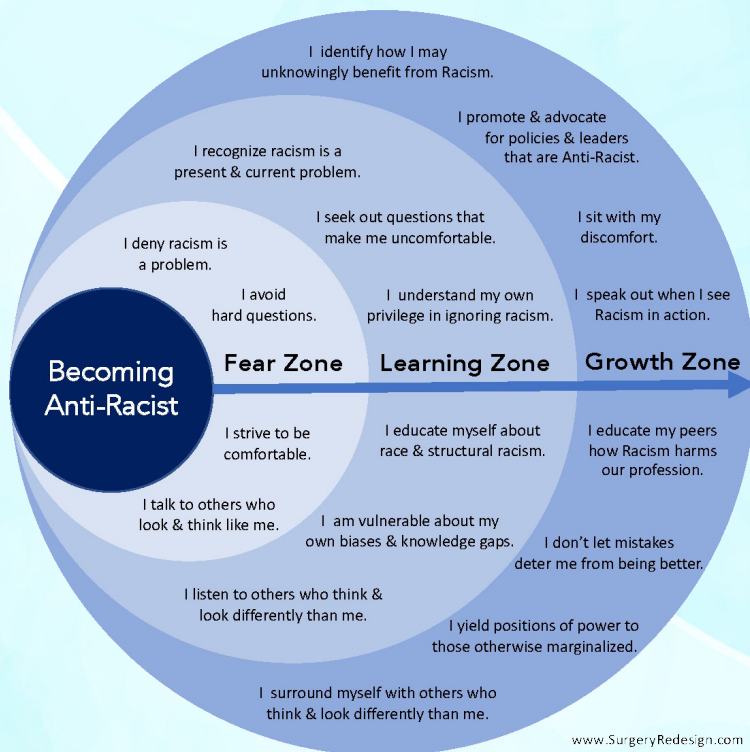 I identify how I may
unknowingly benefit from Racism.
I promote & advocate
for policies & leaders
that are Anti-Racist.
I recognize racism is a
present & current problem.
I seek out questions that
make me uncomfortable.
I sit with my
discomfort.
I deny racism is
a problem.
I avoid
hard questions.
I understand my own
privilege in ignoring racism.
I speak out when I see
Racism in action.
Becoming
Anti-Racist
Fear Zone
Learning Zone
Growth Zone
I strive to be
comfortable.
I educate myself about
race & structural racism.
I educate my peers
how Racism harms
our profession.
I talk to others who
look & think like me.
I am vulnerable about my
own biases & knowledge gaps.
I don't let mistakes
deter me from being better.
I listen to others who think &
look differently than me.
I yield positions of power to
those otherwise marginalized.
I surround myself with others who
think & look differently than me.
www.SurgeryRedesign.com